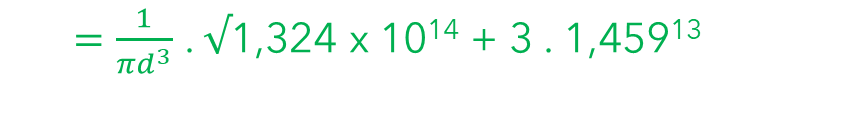 = 1/πd³ . √1,324 x 10¹⁴ + 3 . 1,459¹³